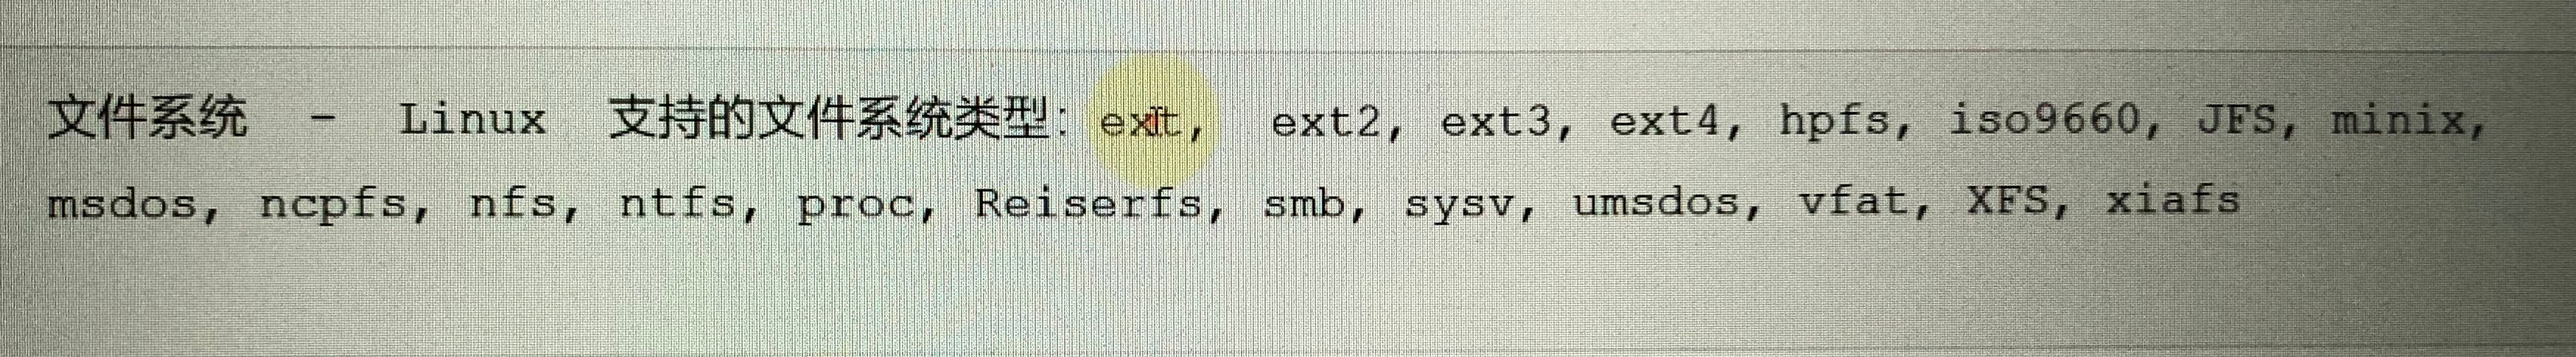 文件系统 - Linux 支持的文件系统类型: ext, ext2, ext3, ext4, hpfs, iso9660, JFS, minix,
msdos, ncpfs, nfs, ntfs, proc, Reiserfs, smb, sysv, umsdos, vfat, XFS, xiafs